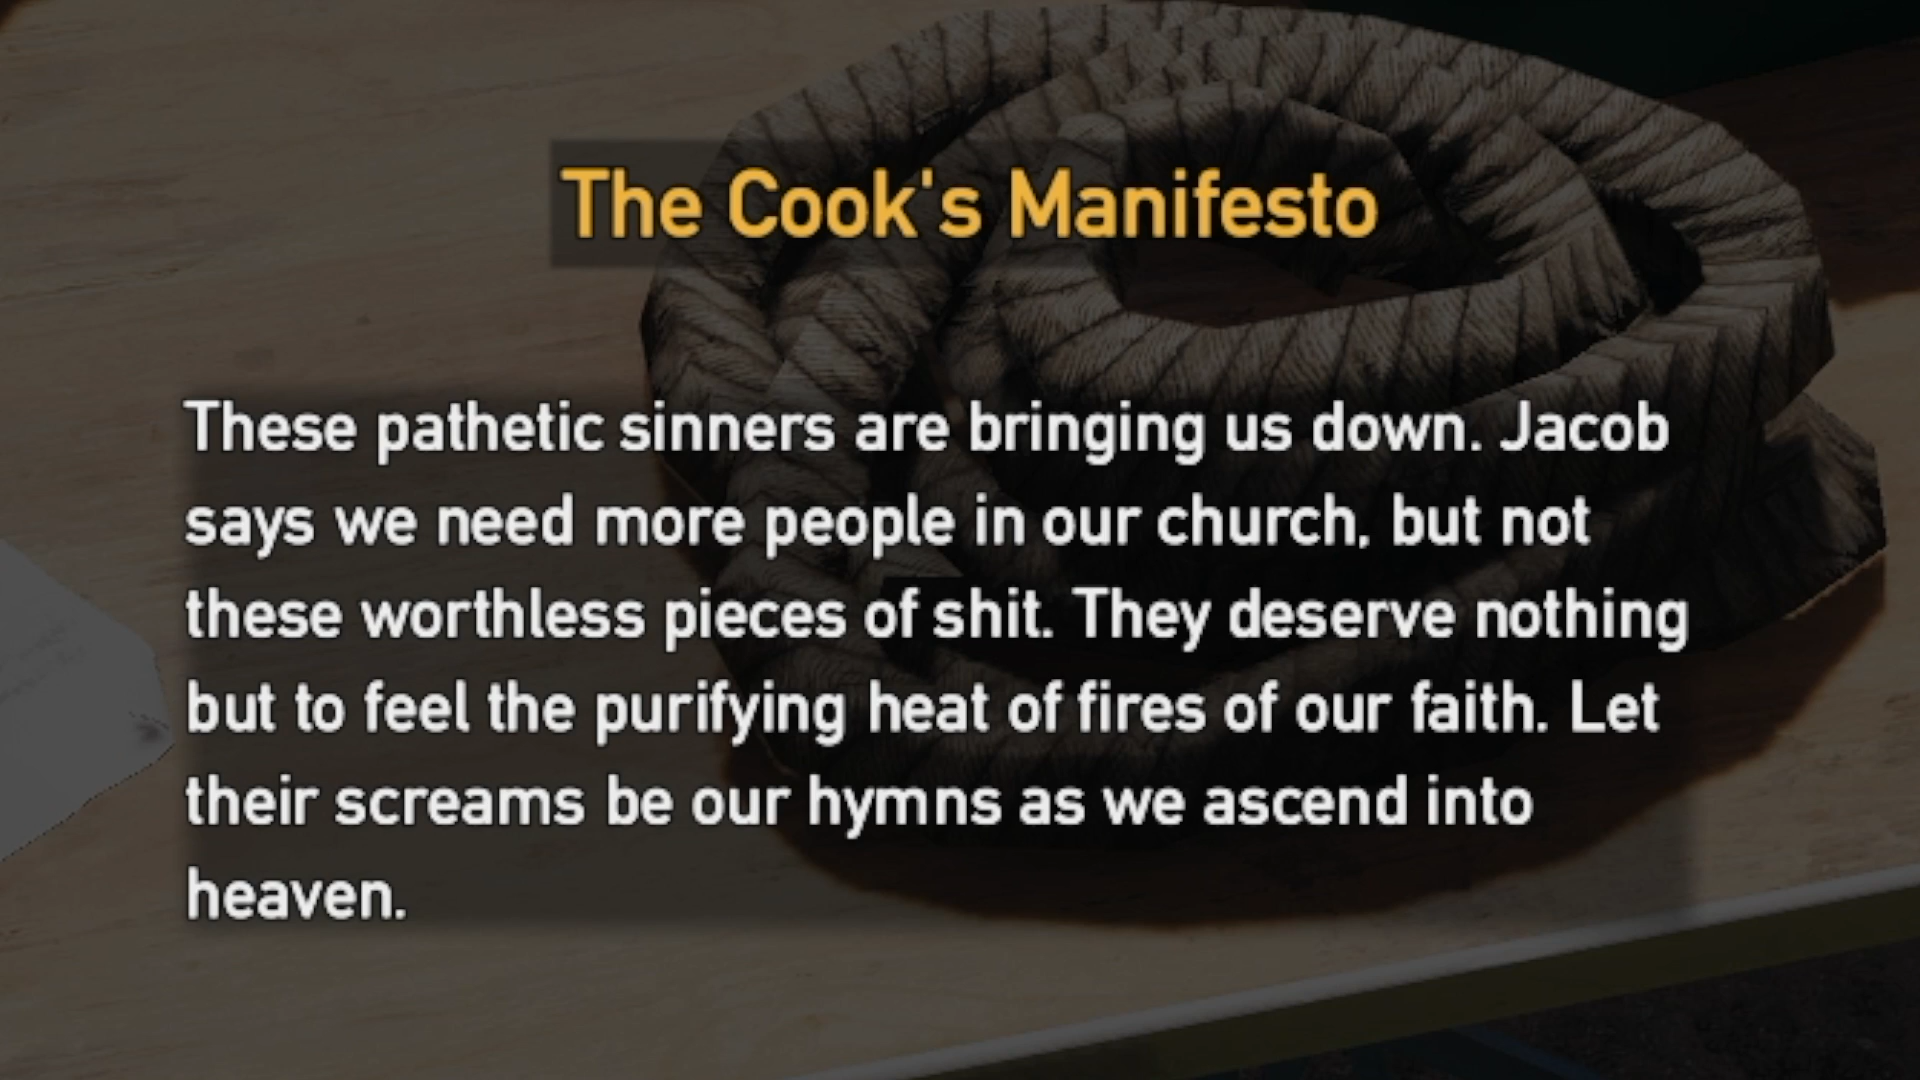 The Cook's Manifesto
These pathetic sinners are bringing us down. Jacob
says we need more people in our church, but not
these worthless pieces of shit. They deserve nothing
but to feel the purifying heat of fires of our faith. Let
their screams be our hymns as we ascend into
heaven.